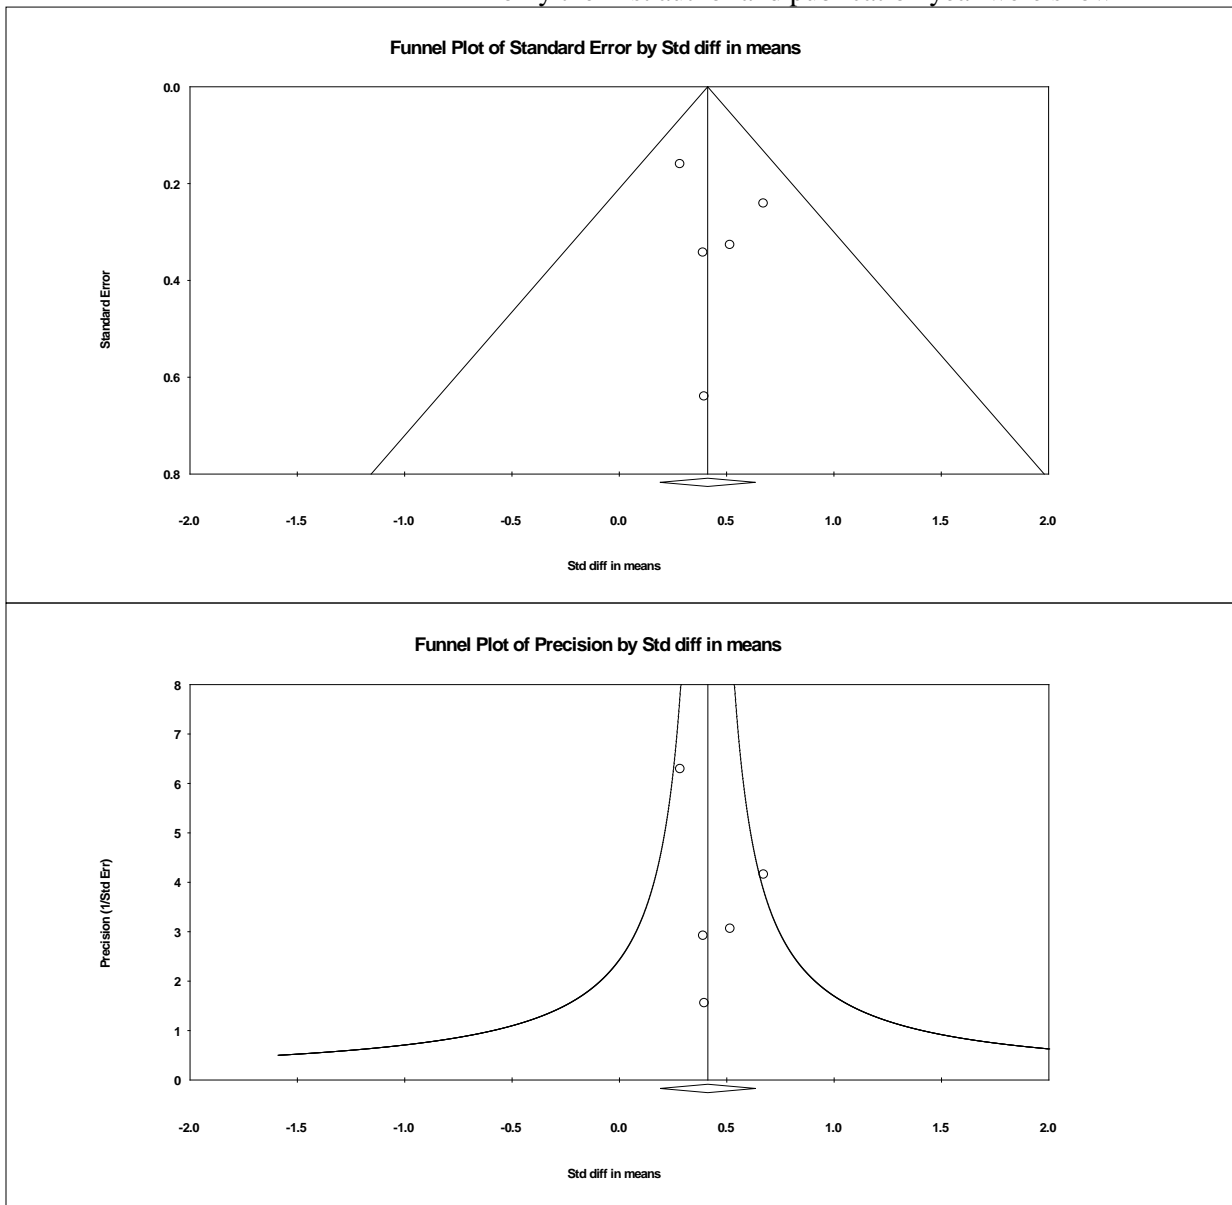 Funnel Plot of Standard Error by Std diff in means
0.0
0.2
0.4
0.6
0.8
Standard Error
-2.0 -1.5 -1.0 -0.5 0.0 0.5 1.0 1.5 2.0
Std diff in means
Funnel Plot of Precision by Std diff in means
8
7
6
5
4
3
2
1
0
Precision (1/Std Err)
-2.0 -1.5 -1.0 -0.5 0.0 0.5 1.0 1.5 2.0
Std diff in means